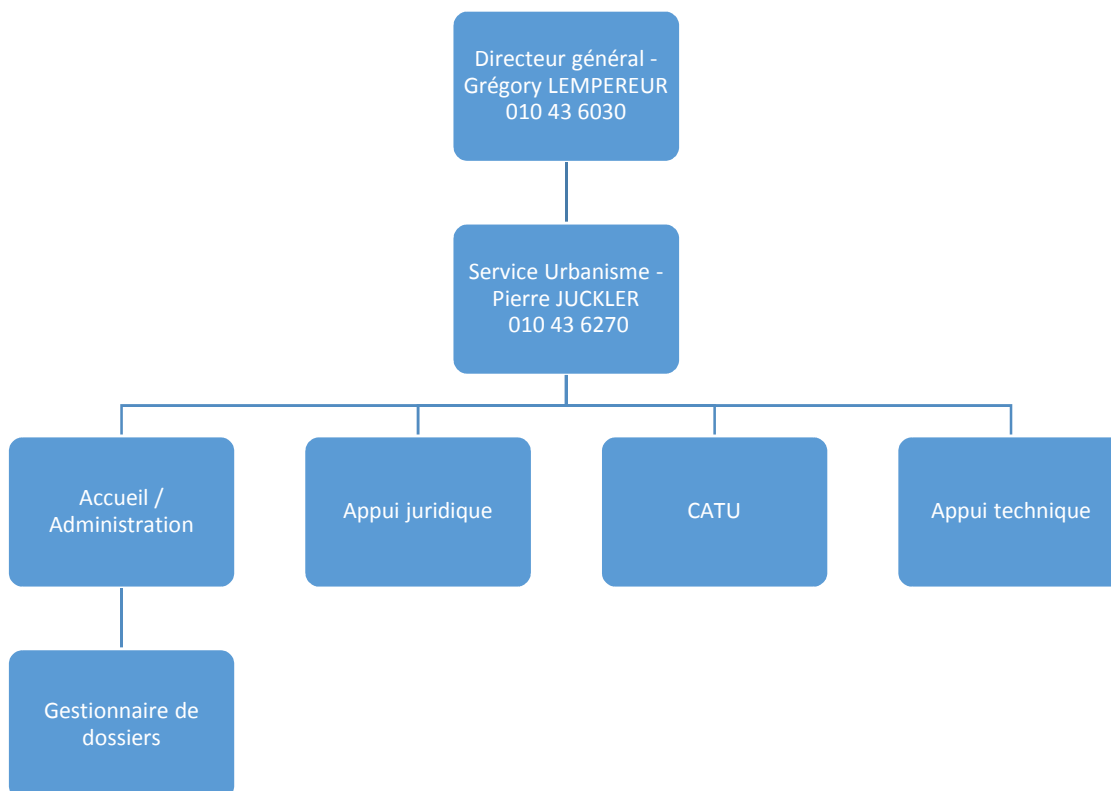 Directeur général -
Grégory LEMPEREUR
010 43 6030
Service Urbanisme -
Pierre JUCKLER
010 43 6270
Accueil /
Administration
Appui juridique
CATU
Appui technique
Gestionnaire de
dossiers